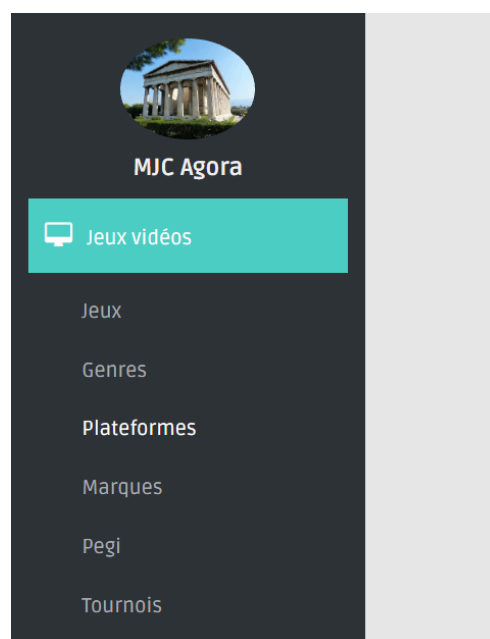 MJC Agora
Jeux vidéos
Jeux
Genres
Plateformes
Marques
Pegi
Tournois